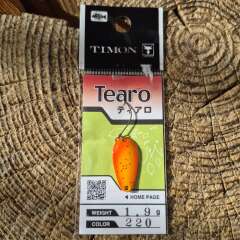 TIMON
Tearo
ティアロ
HOME PAGE
WEIGHT 1.9g
COLOR 220